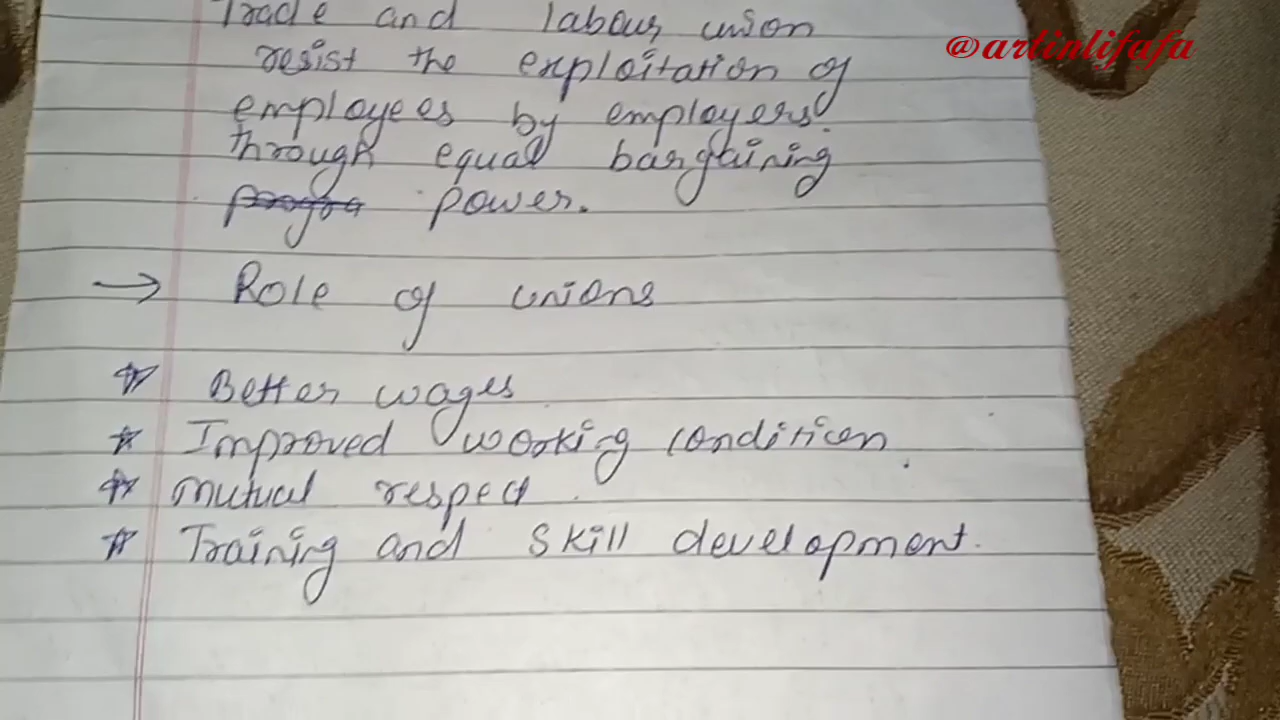 Trade and labour union
@artinlifafa
resist the exploitation of
employees by employers.
through equal bargaining
power.
→ Role of unions
☆ Better wages
☆ Improved working condition.
☆ Mutual respect.
☆ Training and skill development.